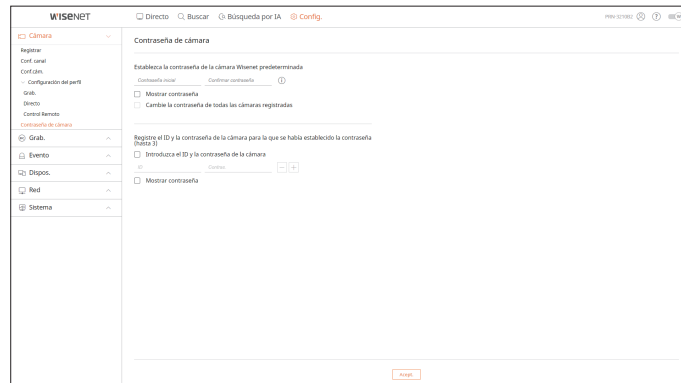 WISENET
Directo Buscar Búsqueda por IA Config.
Cámara
Registrar
Conf. canal
Conf.cám.
Configuración del perfil
Grab.
Directo
Control Remoto
Contraseña de cámara
Grab.
Evento
Dispos.
Red
Sistema
Contraseña de cámara
Establezca la contraseña de la cámara Wisenet predeterminada
Contraseña inicial Confirmar contraseña
Mostrar contraseña
Cambie la contraseña de todas las cámaras registradas
Registre el ID y la contraseña de la cámara para la que se había establecido la contraseña
(hasta 3)
Introduzca el ID y la contraseña de la cámara
ID Contras.
Mostrar contraseña
Acept.